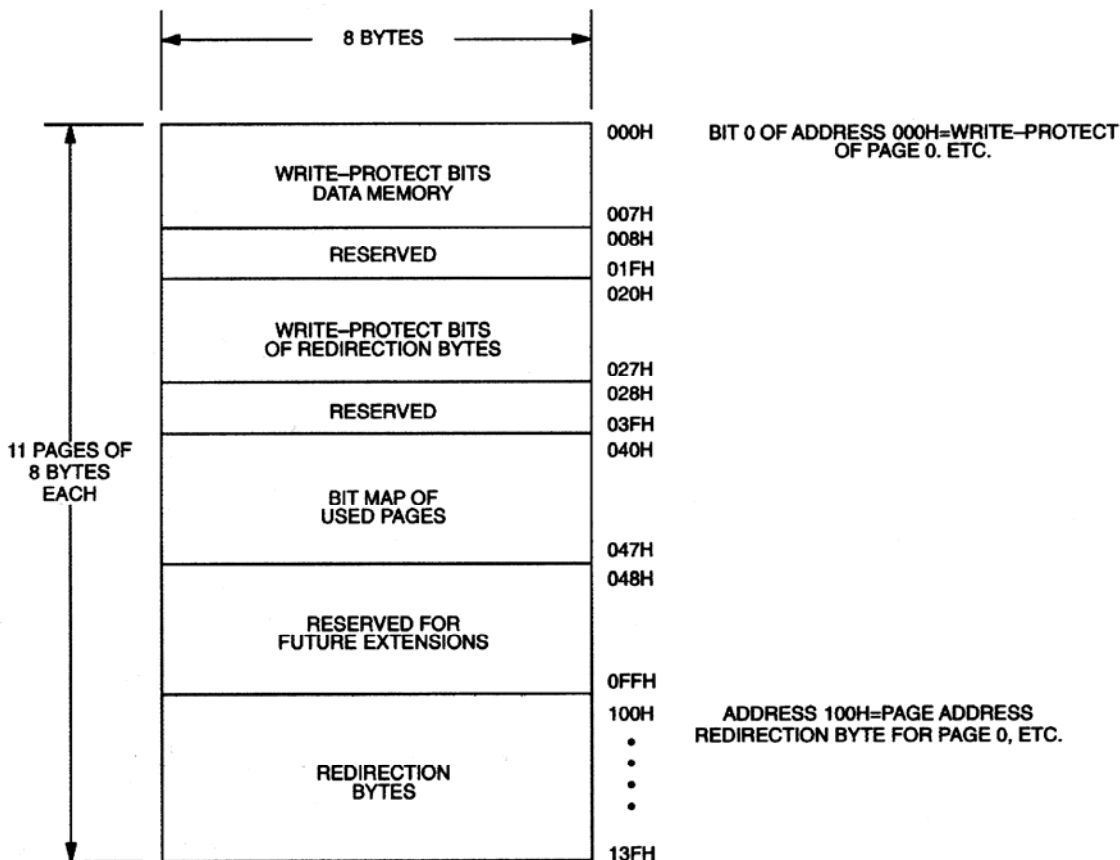 8 BYTES
000H
BIT 0 OF ADDRESS 000H=WRITE–PROTECT
OF PAGE 0. ETC.
WRITE–PROTECT BITS
DATA MEMORY
007H
008H
RESERVED
01FH
020H
WRITE–PROTECT BITS
OF REDIRECTION BYTES
027H
028H
RESERVED
03FH
11 PAGES OF
8 BYTES
EACH
040H
BIT MAP OF
USED PAGES
047H
048H
RESERVED FOR
FUTURE EXTENSIONS
0FFH
100H
ADDRESS 100H=PAGE ADDRESS
REDIRECTION BYTE FOR PAGE 0, ETC.
REDIRECTION
BYTES
13FH